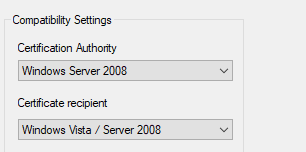 Compatibility Settings
Certification Authority
Windows Server 2008
Certificate recipient
Windows Vista / Server 2008